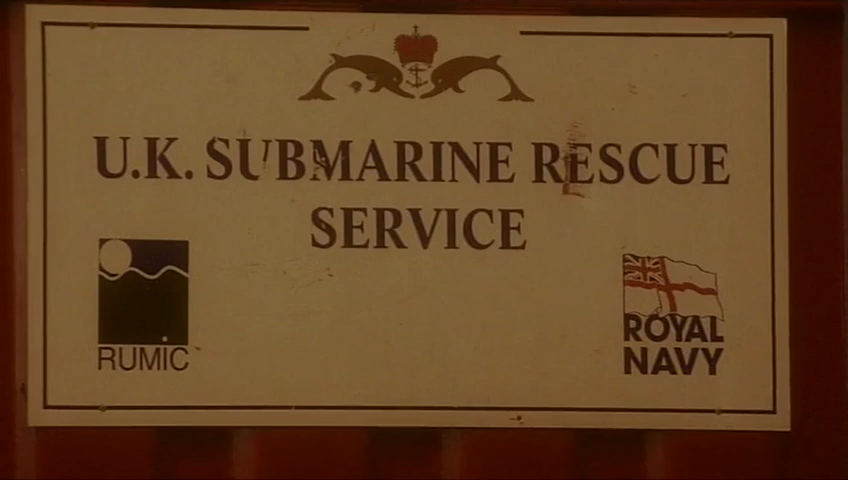 U.K. SUBMARINE RESCUE
SERVICE
RUMIC
ROYAL
NAVY